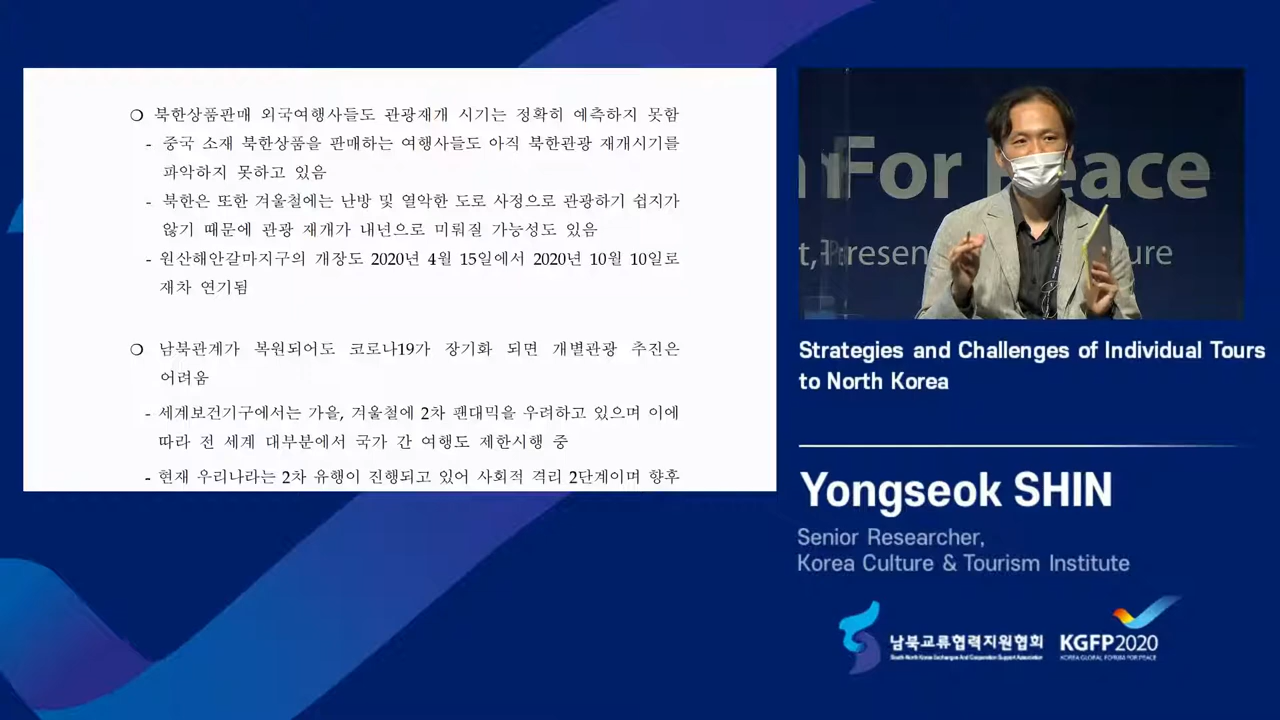 ❍ 북한상품판매 외국여행사들도 관광재개 시기는 정확히 예측하지 못함
- 중국 소재 북한상품을 판매하는 여행사들도 아직 북한관광 재개시기를
파악하지 못하고 있음
- 북한은 또한 겨울철에는 난방 및 열악한 도로 사정으로 관광하기 쉽지가
않기 때문에 관광 재개가 내년으로 미뤄질 가능성도 있음
- 원산해안갈마지구의 개장도 2020년 4월 15일에서 2020년 10월 10일로
재차 연기됨
❍ 남북관계가 복원되어도 코로나19가 장기화 되면 개별관광 추진은
어려움
- 세계보건기구에서는 가을, 겨울철에 2차 팬대믹을 우려하고 있으며 이에
따라 전 세계 대부분에서 국가 간 여행도 제한시행 중
- 현재 우리나라는 2차 유행이 진행되고 있어 사회적 격리 2단계이며 향후
For Peace
Strategies and Challenges of Individual Tours
to North Korea
Yongseok SHIN
Senior Researcher,
Korea Culture & Tourism Institute
남북교류협력지원협회
South-North Korea Exchanges And Cooperation Support Association
KGFP2020
KOREA GLOBAL FORUM FOR PEACE